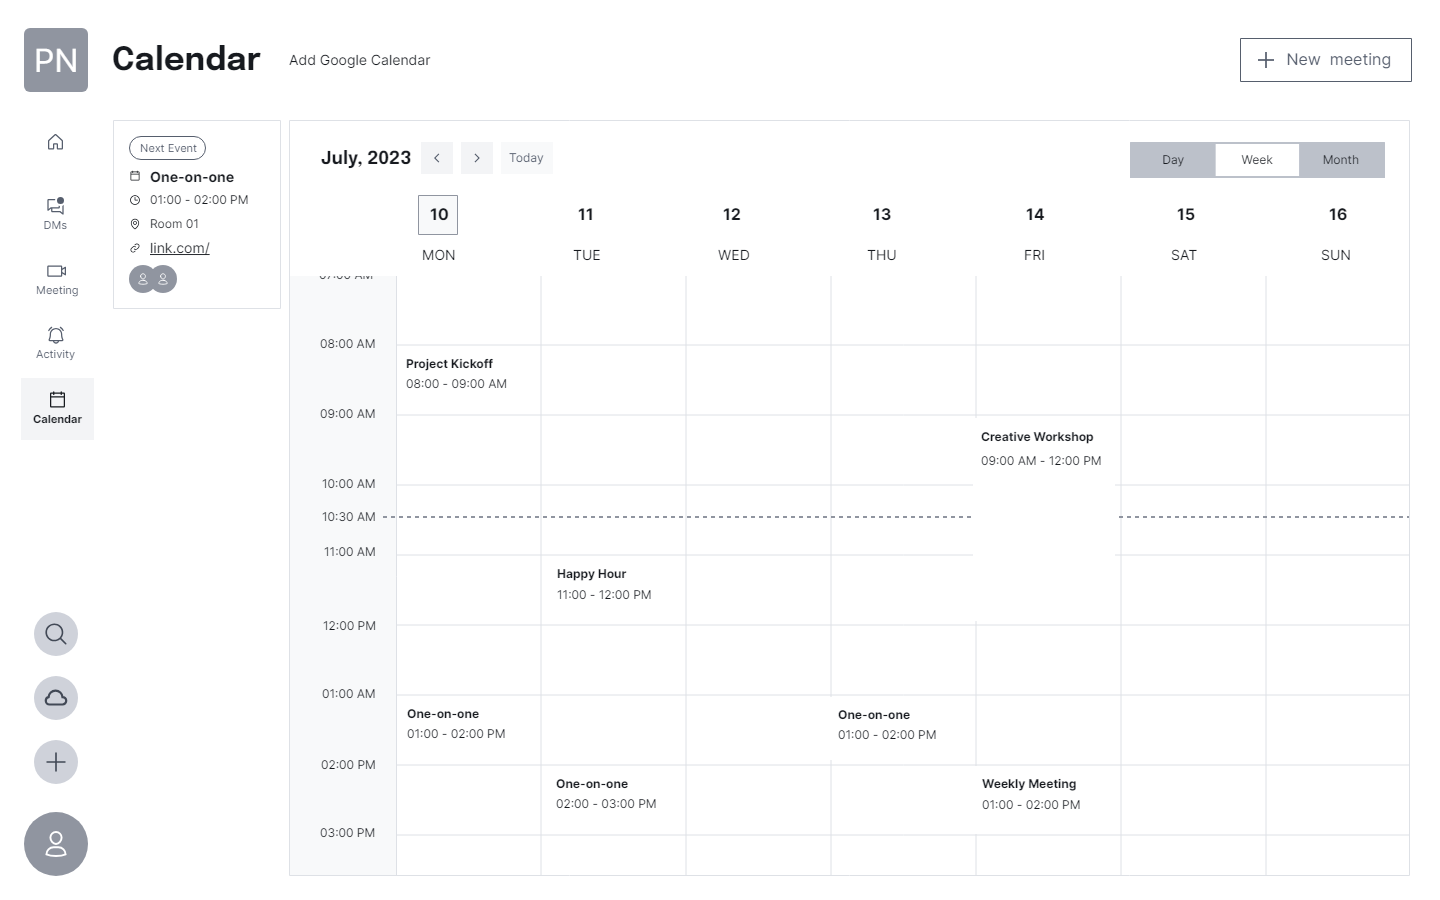 PN
Calendar
Add Google Calendar
+ New meeting
DMs
Meeting
Activity
Calendar
Next Event
One-on-one
01:00 - 02:00 PM
Room 01
link.com/
July, 2023
Today
Day
Week
Month
10
11
12
13
14
15
16
MON
TUE
WED
THU
FRI
SAT
SUN
07:00 AM
08:00 AM
Project Kickoff
08:00 - 09:00 AM
09:00 AM
Creative Workshop
09:00 AM - 12:00 PM
10:00 AM
10:30 AM
11:00 AM
Happy Hour
11:00 - 12:00 PM
12:00 PM
01:00 AM
One-on-one
01:00 - 02:00 PM
One-on-one
01:00 - 02:00 PM
02:00 PM
One-on-one
02:00 - 03:00 PM
Weekly Meeting
01:00 - 02:00 PM
03:00 PM